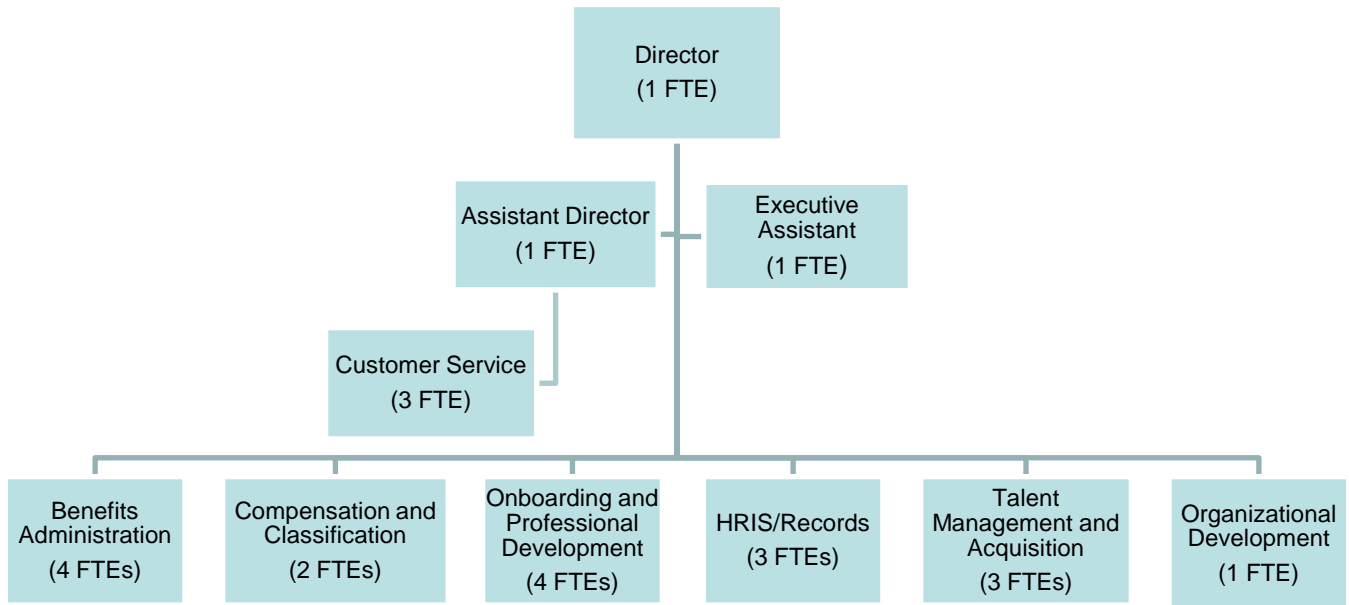 Director
(1 FTE)
Assistant Director
(1 FTE)
Executive
Assistant
(1 FTE)
Customer Service
(3 FTE)
Benefits
Administration
(4 FTEs)
Compensation and
Classification
(2 FTEs)
Onboarding and
Professional
Development
(4 FTEs)
HRIS/Records
(3 FTEs)
Talent
Management and
Acquisition
(3 FTEs)
Organizational
Development
(1 FTE)